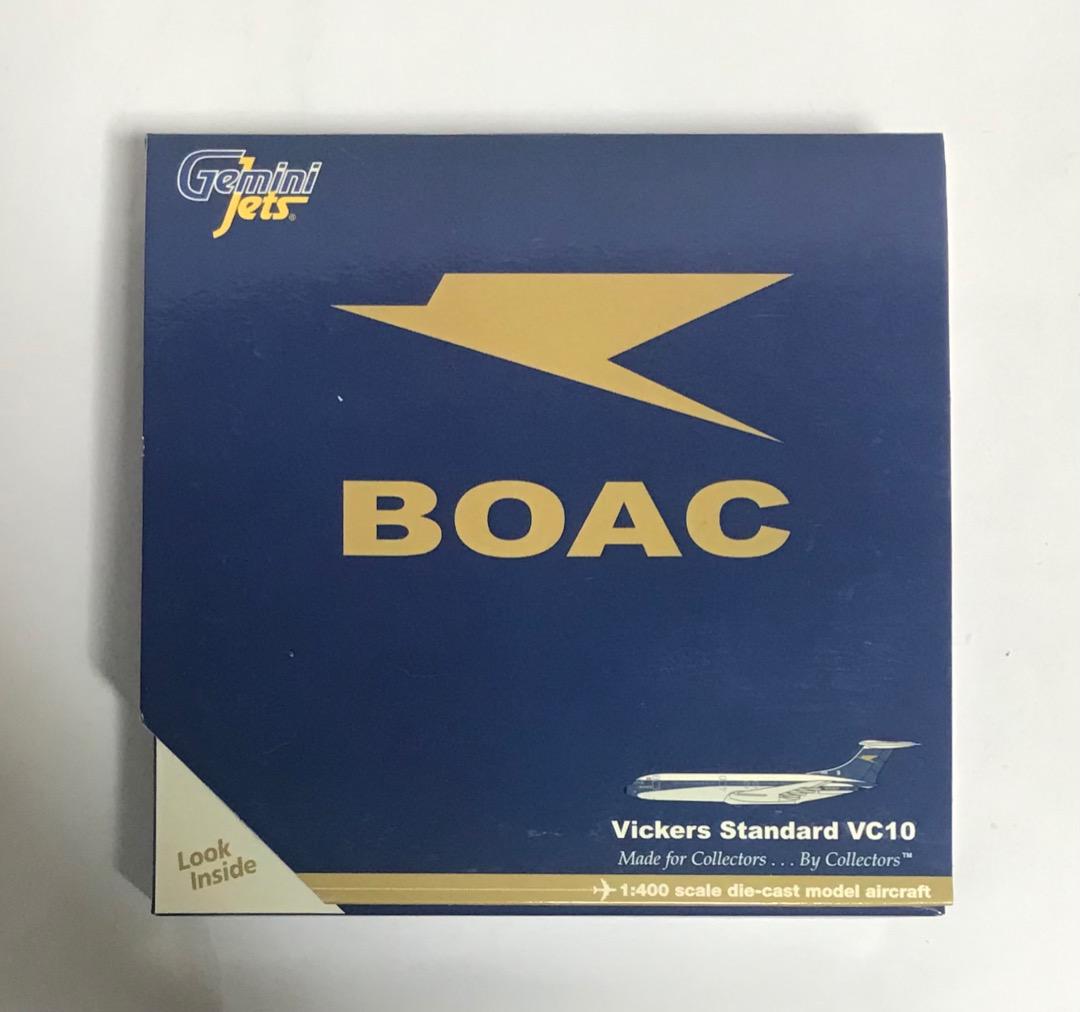 Gemini
Jets®
BOAC
Vickers Standard VC10
Made for Collectors . . . By Collectors™
Look
Inside
1:400 scale die-cast model aircraft